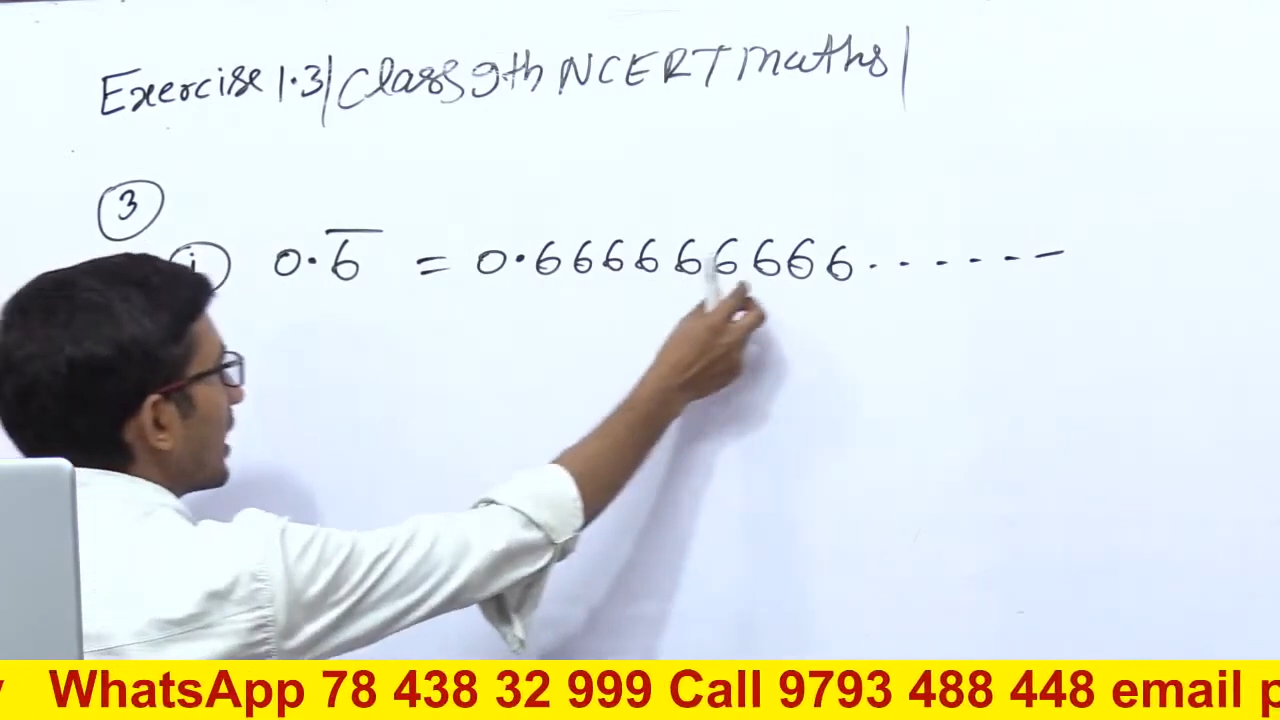 Exercise 1.3| Class 9th NCERT Maths |
3
i 0.6̅ = 0.666666666.......
WhatsApp 78 438 32 999 Call 9793 488 448 email